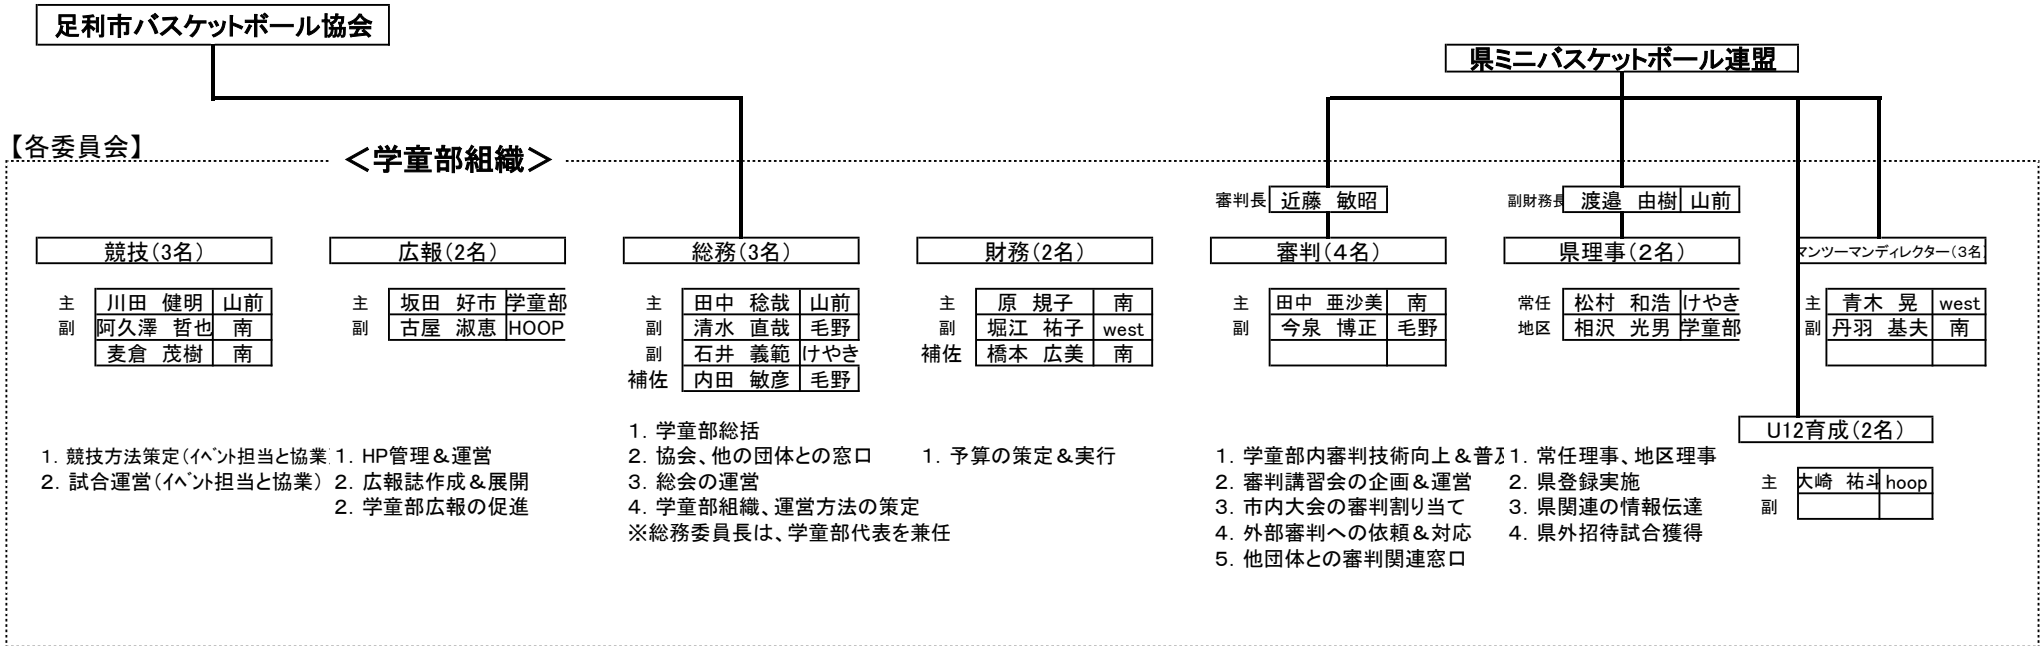 足利市バスケットボール協会
県ミニバスケットボール連盟
【各委員会】
＜学童部組織＞
審判長 近藤 敏昭
副財務長 渡邉 由樹 山前
競技(3名)
主 川田 健明 山前
副 阿久澤 哲也 南
麦倉 茂樹 南
1. 競技方法策定(イベント担当と協業
2. 試合運営(イベント担当と協業)
広報(2名)
主 坂田 好市 学童部
副 古屋 淑恵 HOOP
1. HP管理＆運営
2. 広報誌作成＆展開
2. 学童部広報の促進
総務(3名)
主 田中 稔哉 山前
副 清水 直哉 毛野
副 石井 義範 けやき
補佐 内田 敏彦 毛野
1. 学童部総括
2. 協会、他の団体との窓口
3. 総会の運営
4. 学童部組織、運営方法の策定
※総務委員長は、学童部代表を兼任
財務(2名)
主 原 規子 南
副 堀江 祐子 west
補佐 橋本 広美 南
1. 予算の策定＆実行
審判(4名)
主 田中 亜沙美 南
副 今泉 博正 毛野
1. 学童部内審判技術向上＆普及
2. 審判講習会の企画＆運営
3. 市内大会の審判割り当て
4. 外部審判への依頼＆対応
5. 他団体との審判関連窓口
県理事(2名)
常任 松村 和浩 けやき
地区 相沢 光男 学童部
1. 常任理事、地区理事
2. 県登録実施
3. 県関連の情報伝達
4. 県外招待試合獲得
マンツーマンディレクター(3名)
主 青木 晃 west
副 丹羽 基夫 南
U12育成(2名)
主 大崎 祐斗 hoop
副